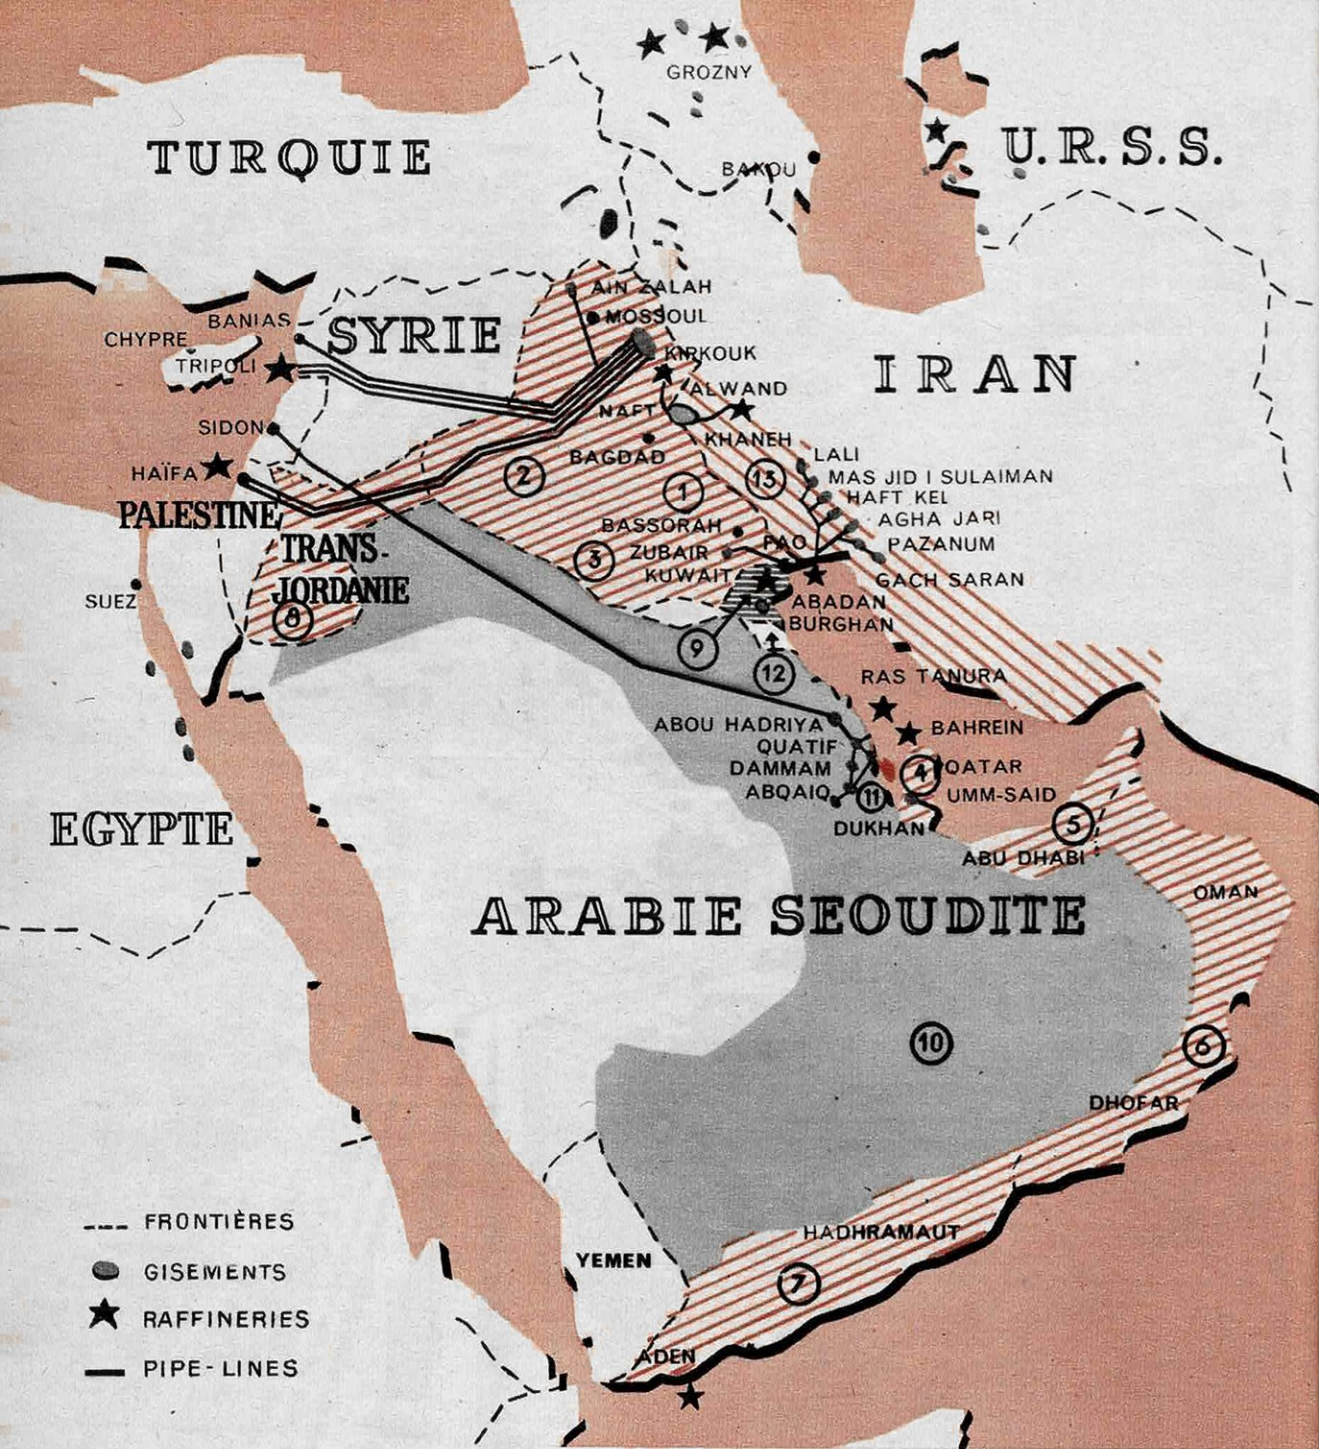 GROZNY
TURQUIE
U.R.S.S.
BAKOU
AIN ZALAH
BANIAS
MOSSOUL
CHYPRE
SYRIE
TRIPOLI
KIRKOUK
IRAN
ALWAND
NAFT
SIDON
KHANEH
BAGDAD
LALI
HAÏFA
2
1
13
MAS JID I SULAIMAN
HAFT KEL
PALESTINE
AGHA JARI
BASSORAH
TRANS-
JORDANIE
3
ZUBAIR
FAO
PAZANUM
KUWAIT
GACH SARAN
SUEZ
8
ABADAN
BURGHAN
9
12
RAS TANURA
ABOU HADRIYA
BAHREIN
QUATIF
DAMMAM
4
QATAR
ABQAIQ
11
UMM-SAID
EGYPTE
DUKHAN
5
ABU DHABI
OMAN
ARABIE SEOUDITE
10
6
DHOFAR
FRONTIÈRES
HADHRAMAUT
YEMEN
GISEMENTS
7
RAFFINERIES
ADEN
PIPE-LINES